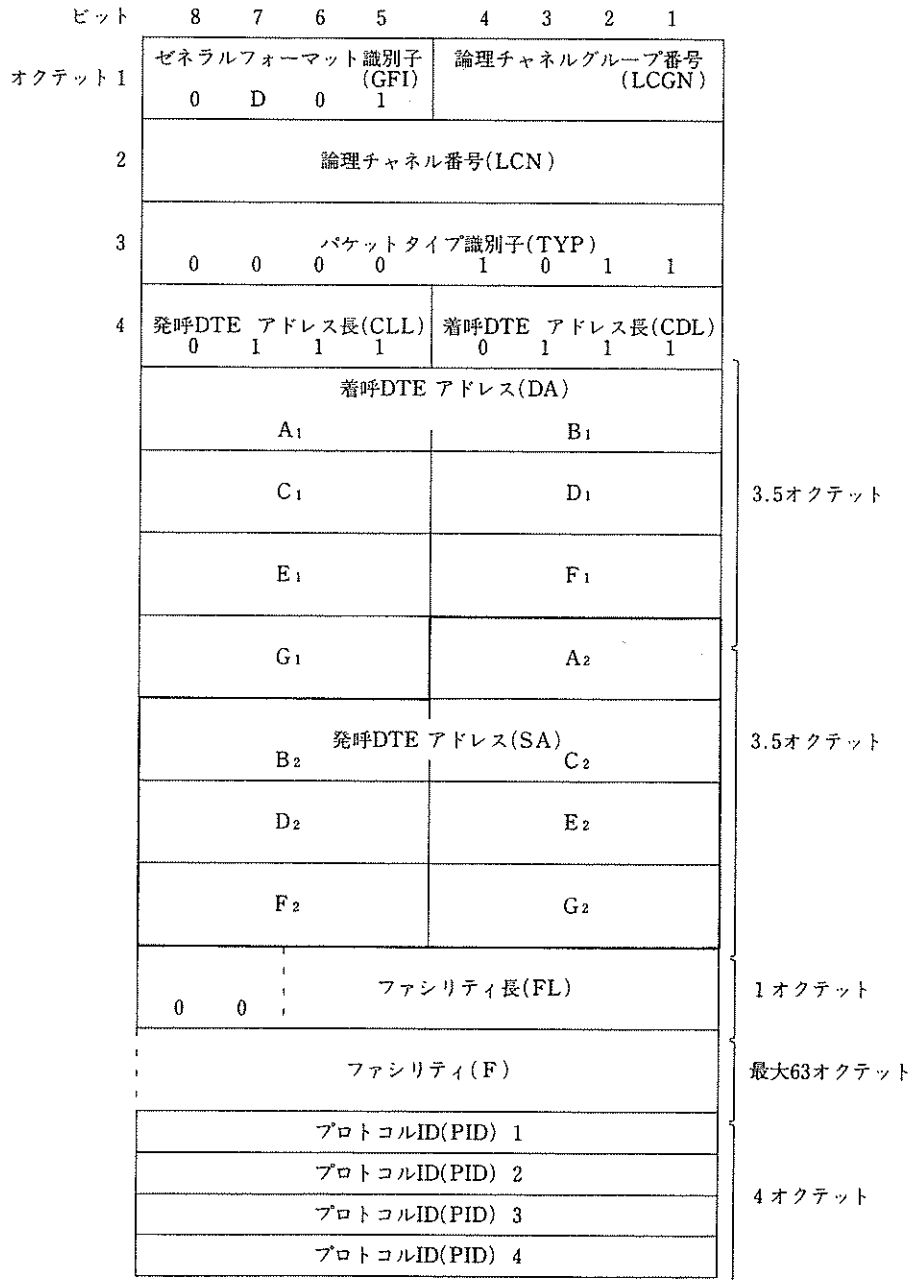 ビット 8 7 6 5 4 3 2 1
オクテット1
ゼネラルフォーマット識別子
(GFI)
0 D 0 1
論理チャネルグループ番号
(LCGN)
2
論理チャネル番号(LCN)
3
パケットタイプ識別子(TYP)
0 0 0 0 1 0 1 1
4
発呼DTE アドレス長(CLL)
0 1 1 1
着呼DTE アドレス長(CDL)
0 1 1 1
着呼DTE アドレス(DA)
A1 B1
C1 D1
3.5オクテット
E1 F1
G1 A2
発呼DTE アドレス(SA)
B2 C2
3.5オクテット
D2 E2
F2 G2
ファシリティ長(FL)
0 0
1オクテット
ファシリティ(F)
最大63オクテット
プロトコルID(PID) 1
プロトコルID(PID) 2
プロトコルID(PID) 3
プロトコルID(PID) 4
4オクテット